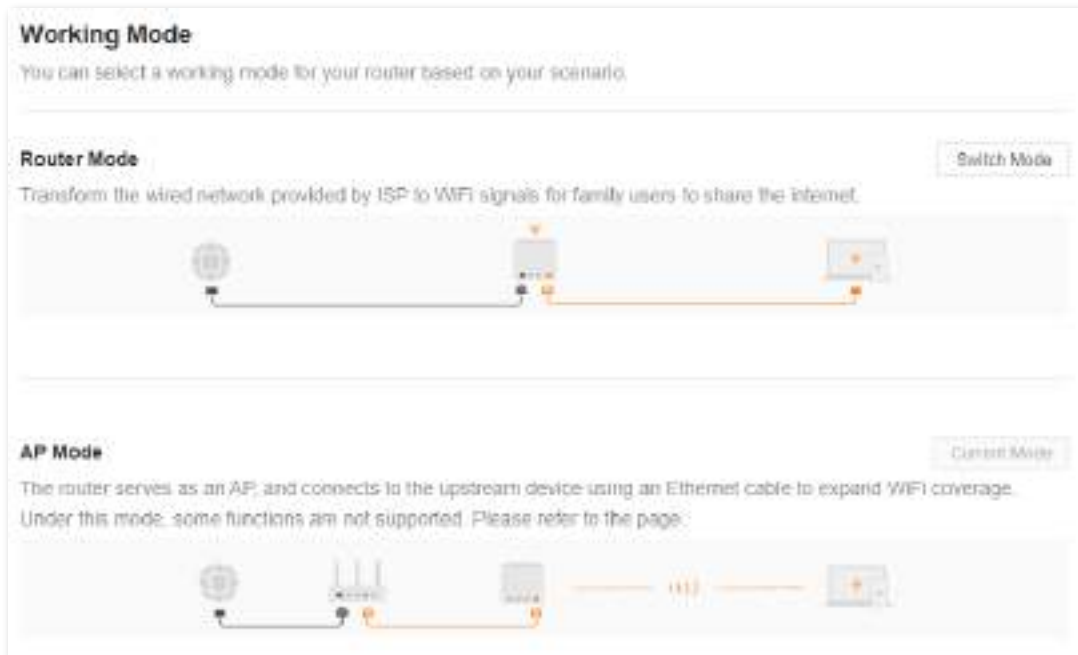 Working Mode
You can select a working mode for your router based on your scenario.
Router Mode
Switch Mode
Transform the wired network provided by ISP to WiFi signals for family users to share the internet.
AP Mode
Current Mode
The router serves as an AP, and connects to the upstream device using an Ethernet cable to expand WiFi coverage.
Under this mode, some functions are not supported. Please refer to the page.